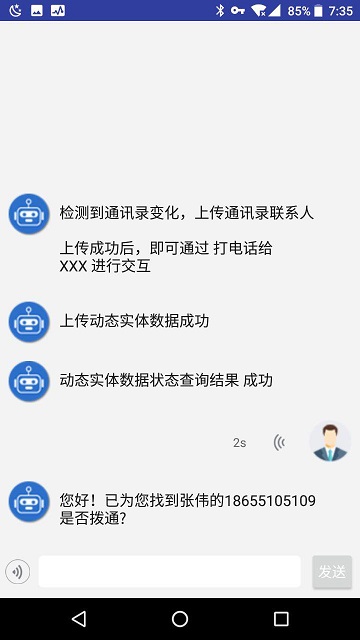 85% 7:35
检测到通讯录变化，上传通讯录联系人
上传成功后，即可通过 打电话给
XXX 进行交互
上传动态实体数据成功
动态实体数据状态查询结果 成功
2s
您好！已为您找到张伟的18655105109
是否拨通?
发送